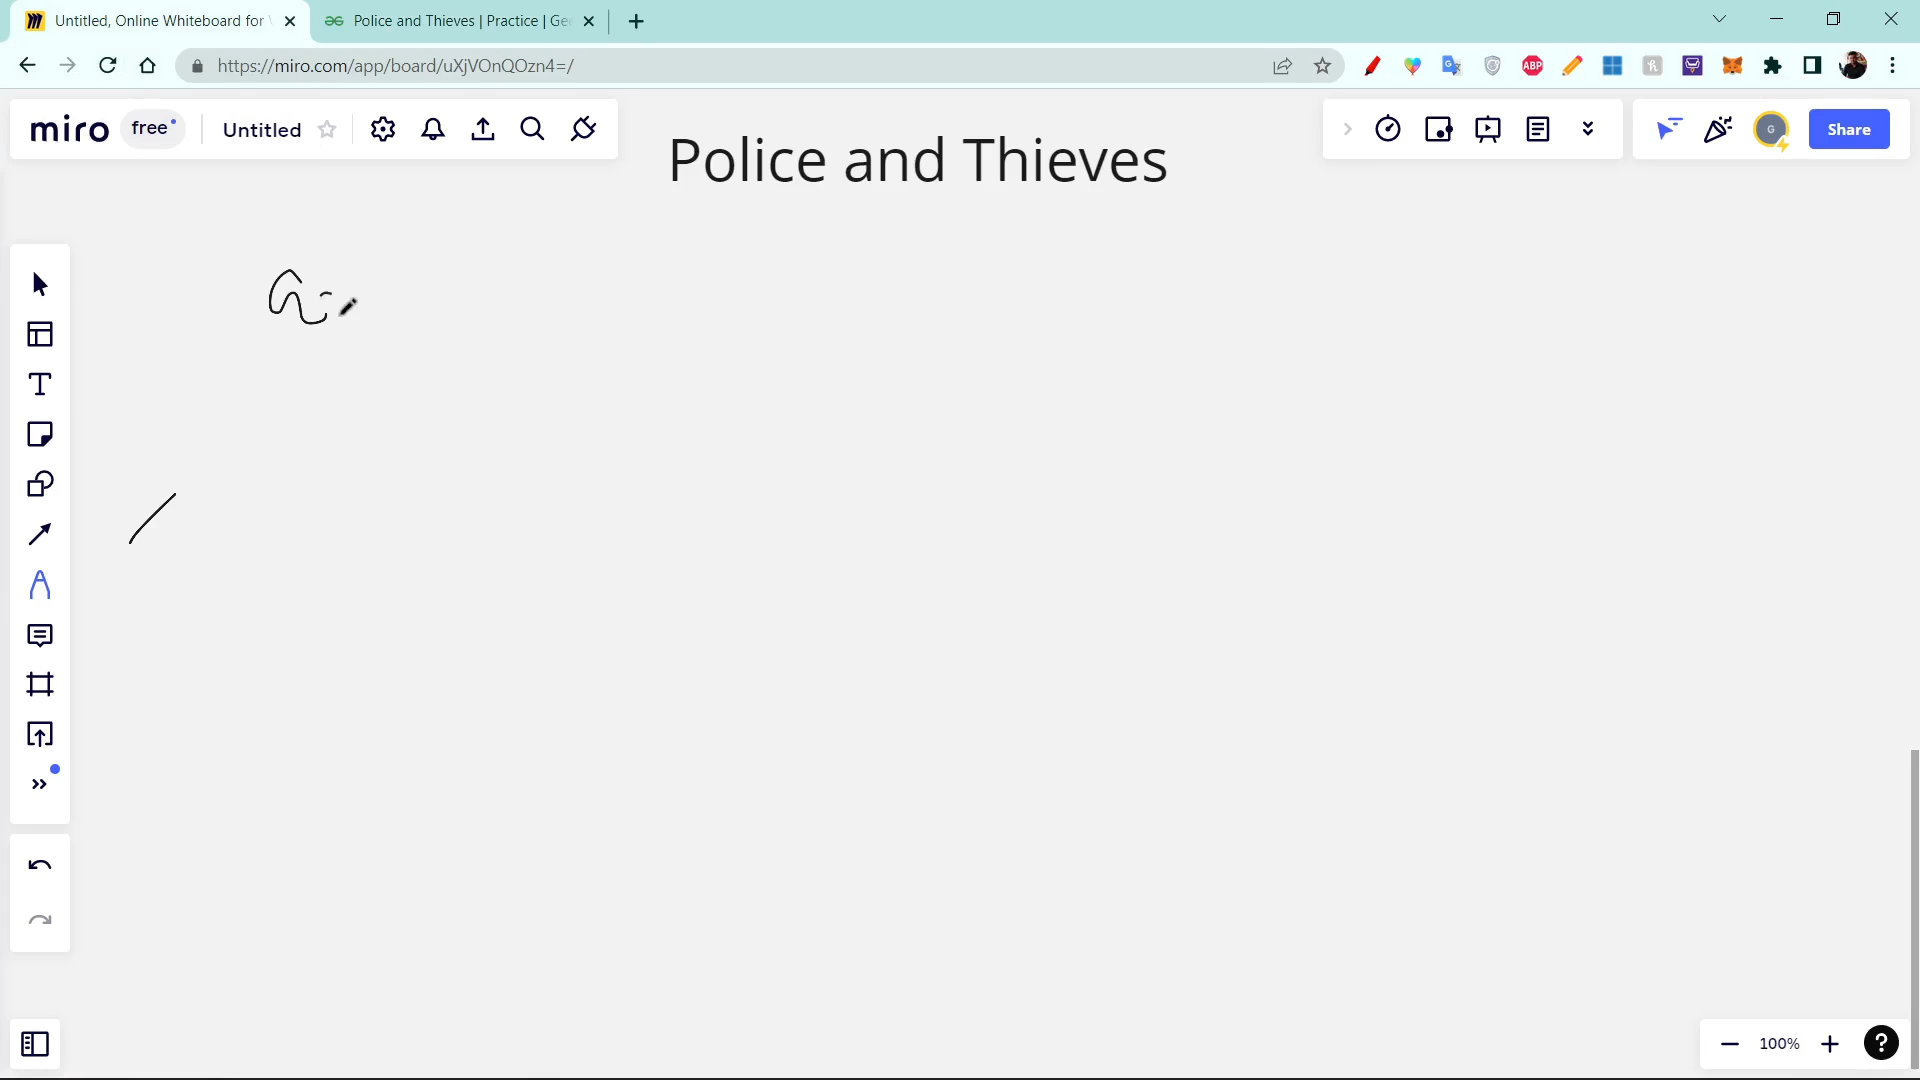 Untitled, Online Whiteboard for
Police and Thieves | Practice | Ge
https://miro.com/app/board/uXjVOnQOzn4=/
ABP
miro free Untitled
G
Share
Police and Thieves
100%
?